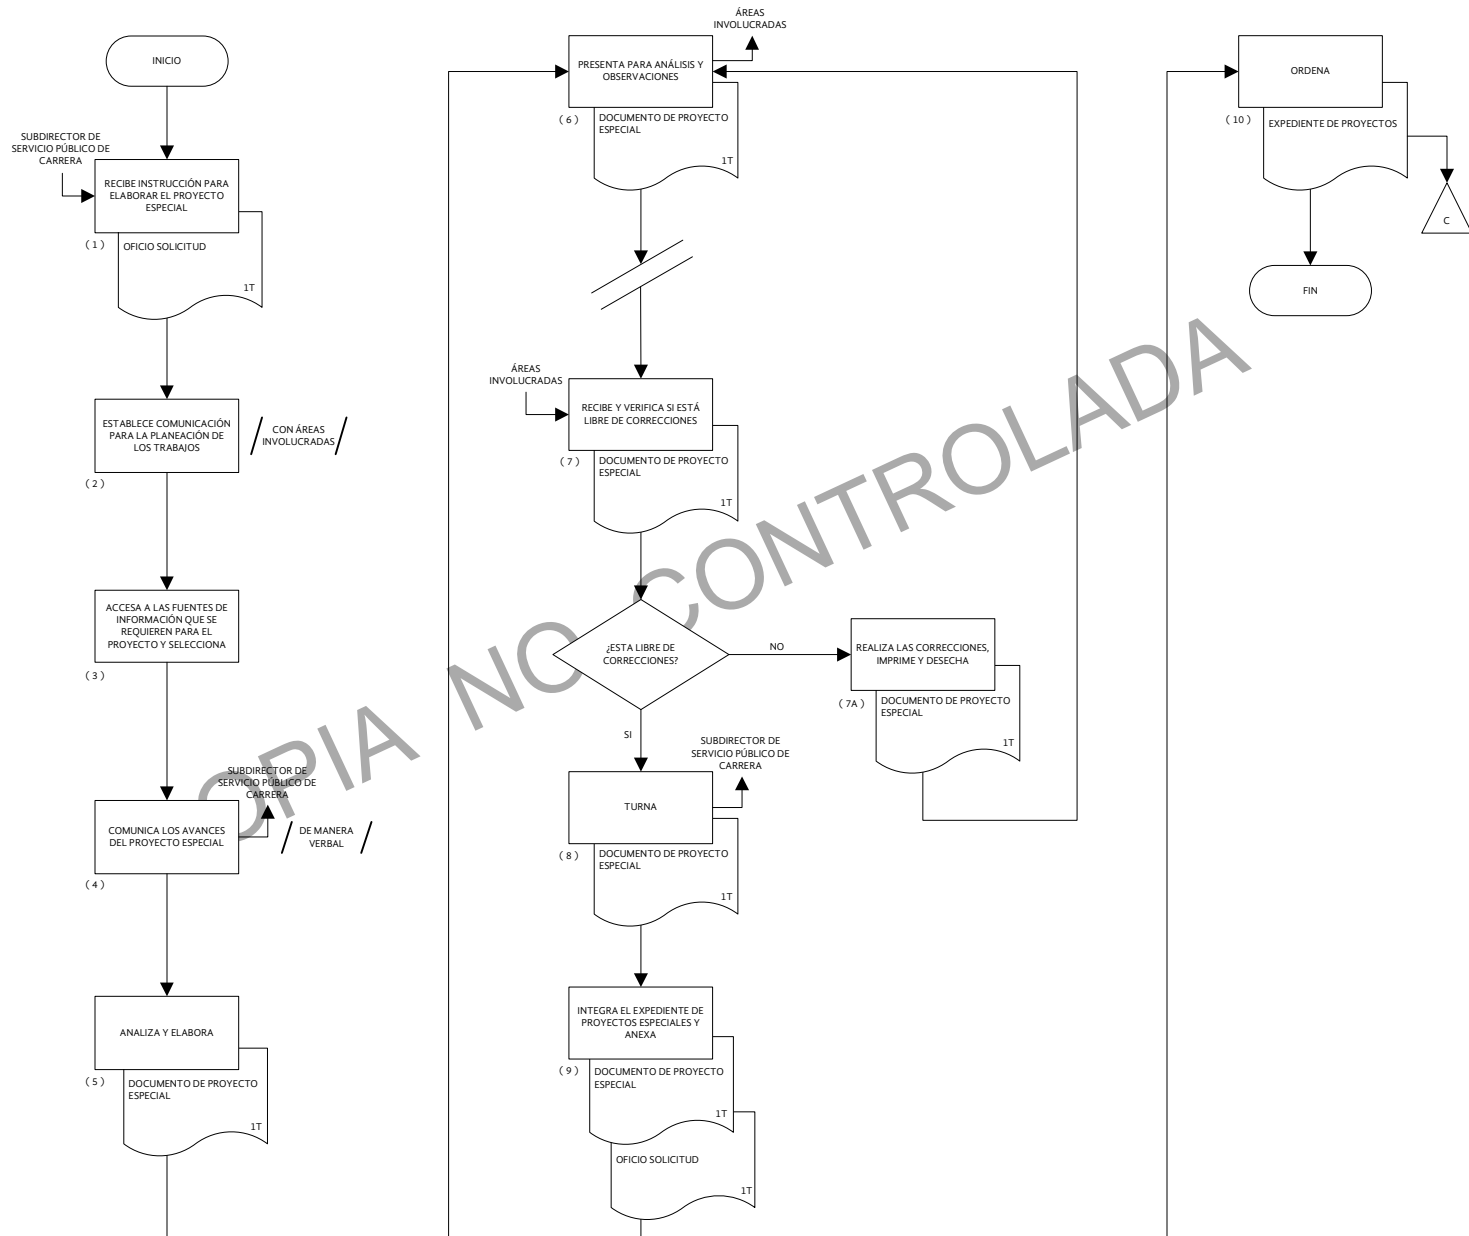 INICIO
SUBDIRECTOR DE
SERVICIO PÚBLICO DE
CARRERA
RECIBE INSTRUCCIÓN PARA
ELABORAR EL PROYECTO
ESPECIAL
( 1 )
OFICIO SOLICITUD
1T
ESTABLECE COMUNICACIÓN
PARA LA PLANEACIÓN DE
LOS TRABAJOS
CON ÁREAS
INVOLUCRADAS
( 2 )
ACCESA A LAS FUENTES DE
INFORMACIÓN QUE SE
REQUIEREN PARA EL
PROYECTO Y SELECCIONA
( 3 )
SUBDIRECTOR DE
SERVICIO PÚBLICO DE
CARRERA
COMUNICA LOS AVANCES
DEL PROYECTO ESPECIAL
DE MANERA
VERBAL
( 4 )
ANALIZA Y ELABORA
( 5 )
DOCUMENTO DE PROYECTO
ESPECIAL
1T
ÁREAS
INVOLUCRADAS
PRESENTA PARA ANÁLISIS Y
OBSERVACIONES
( 6 )
DOCUMENTO DE PROYECTO
ESPECIAL
1T
ÁREAS
INVOLUCRADAS
RECIBE Y VERIFICA SI ESTÁ
LIBRE DE CORRECCIONES
( 7 )
DOCUMENTO DE PROYECTO
ESPECIAL
1T
¿ESTA LIBRE DE
CORRECCIONES?
NO
REALIZA LAS CORRECCIONES,
IMPRIME Y DESECHA
( 7A )
DOCUMENTO DE PROYECTO
ESPECIAL
1T
SI
SUBDIRECTOR DE
SERVICIO PÚBLICO DE
CARRERA
TURNA
( 8 )
DOCUMENTO DE PROYECTO
ESPECIAL
1T
INTEGRA EL EXPEDIENTE DE
PROYECTOS ESPECIALES Y
ANEXA
( 9 )
DOCUMENTO DE PROYECTO
ESPECIAL
1T
OFICIO SOLICITUD
1T
ORDENA
( 10 )
EXPEDIENTE DE PROYECTOS
C
FIN
OPIA NO CONTROLADA